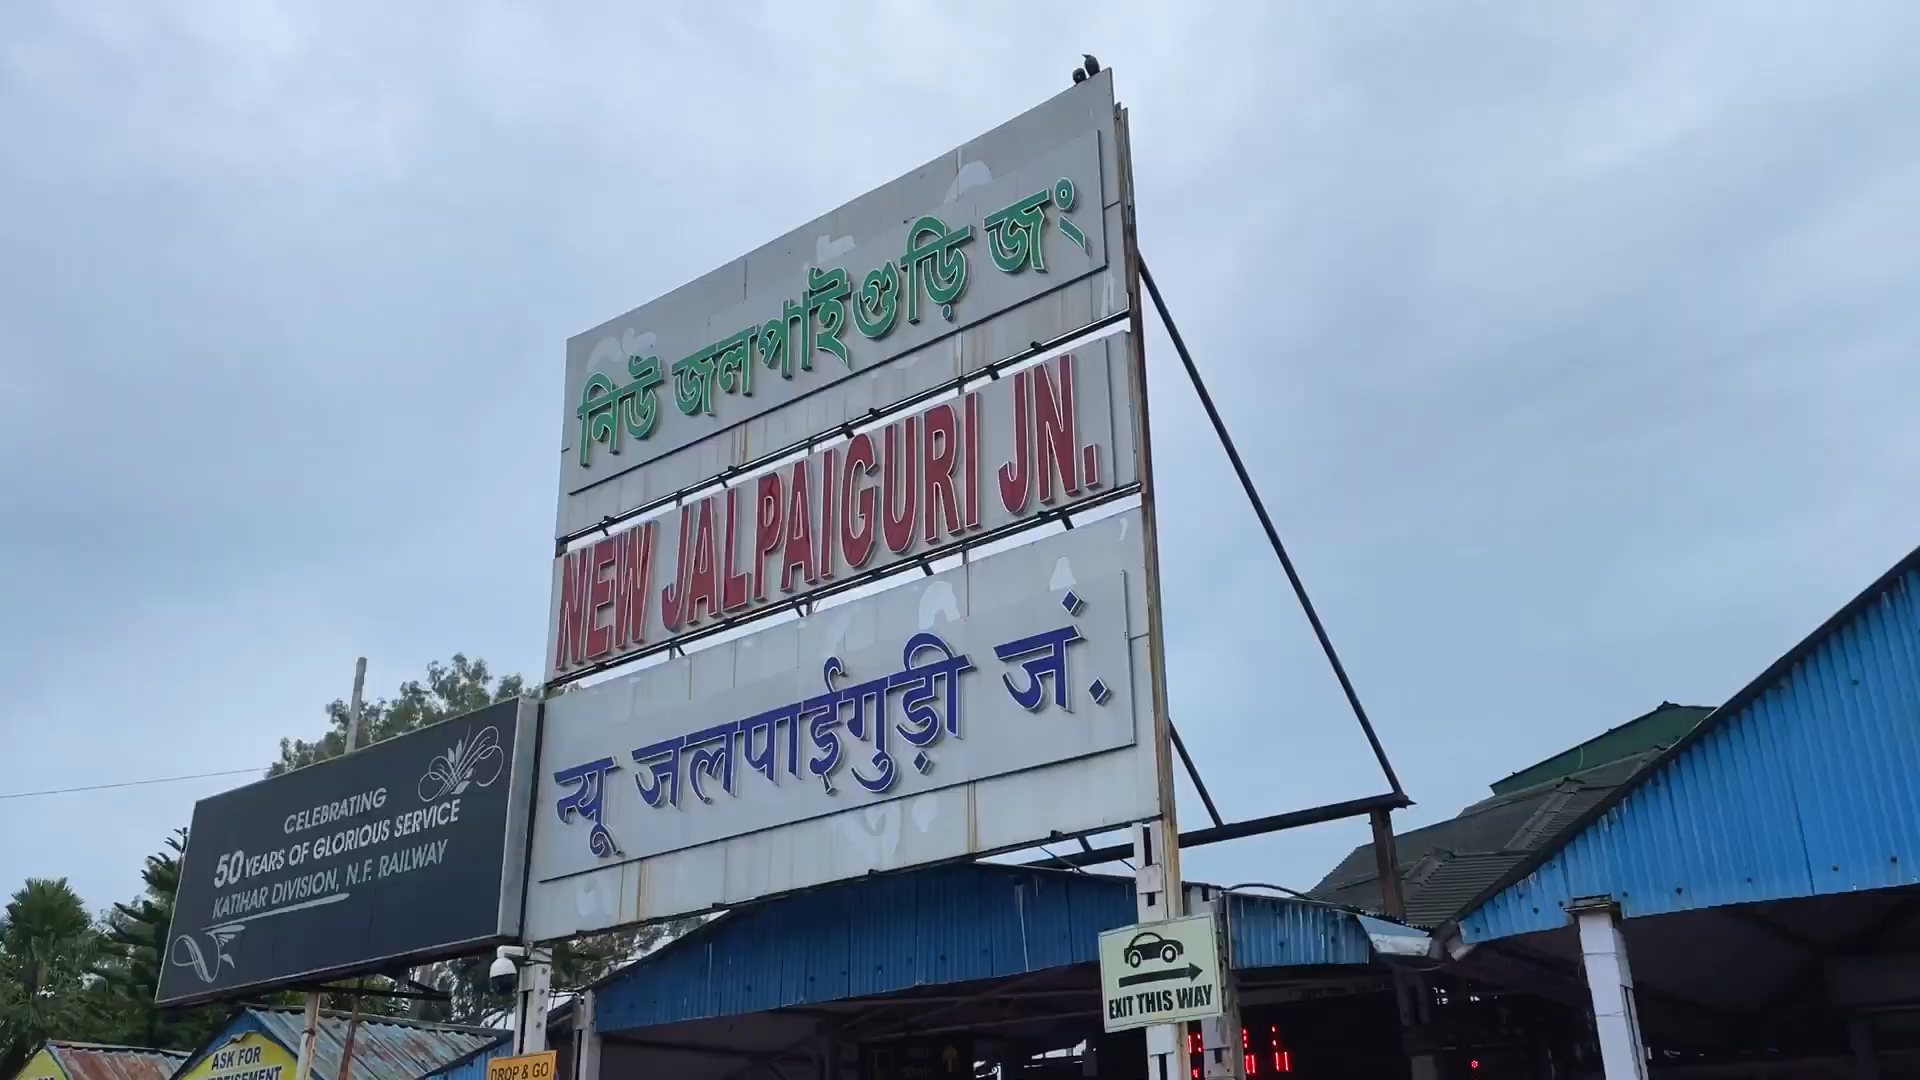 নিউ জলপাইগুড়ি জং
NEW JALPAIGURI JN.
न्यू जलपाईगुड़ी जं.
CELEBRATING
50 YEARS OF GLORIOUS SERVICE
KATIHAR DIVISION, N.F. RAILWAY
EXIT THIS WAY
ASK FOR
DROP & GO